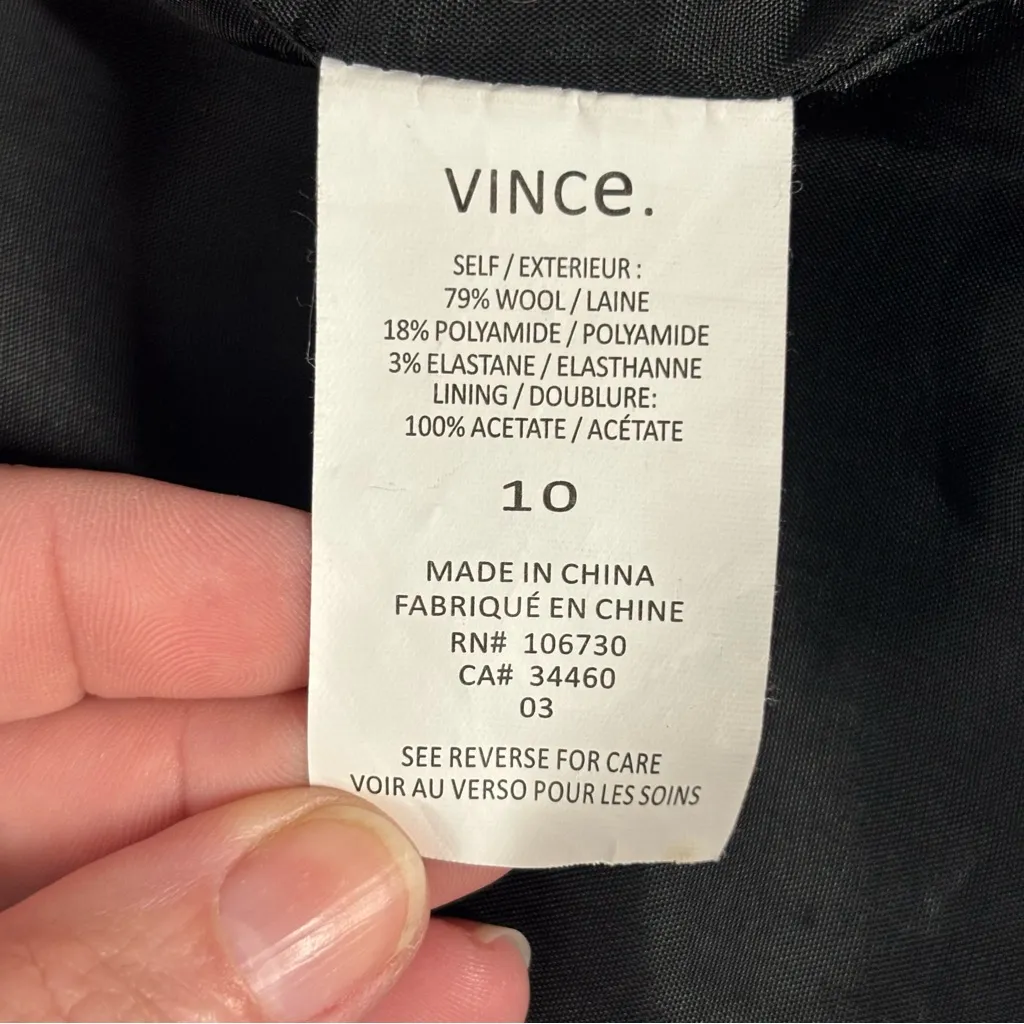 VINCe.
SELF / EXTERIEUR :
79% WOOL / LAINE
18% POLYAMIDE / POLYAMIDE
3% ELASTANE / ELASTHANNE
LINING / DOUBLURE:
100% ACETATE / ACÉTATE
10
MADE IN CHINA
FABRIQUÉ EN CHINE
RN# 106730
CA# 34460
03
SEE REVERSE FOR CARE
VOIR AU VERSO POUR LES SOINS